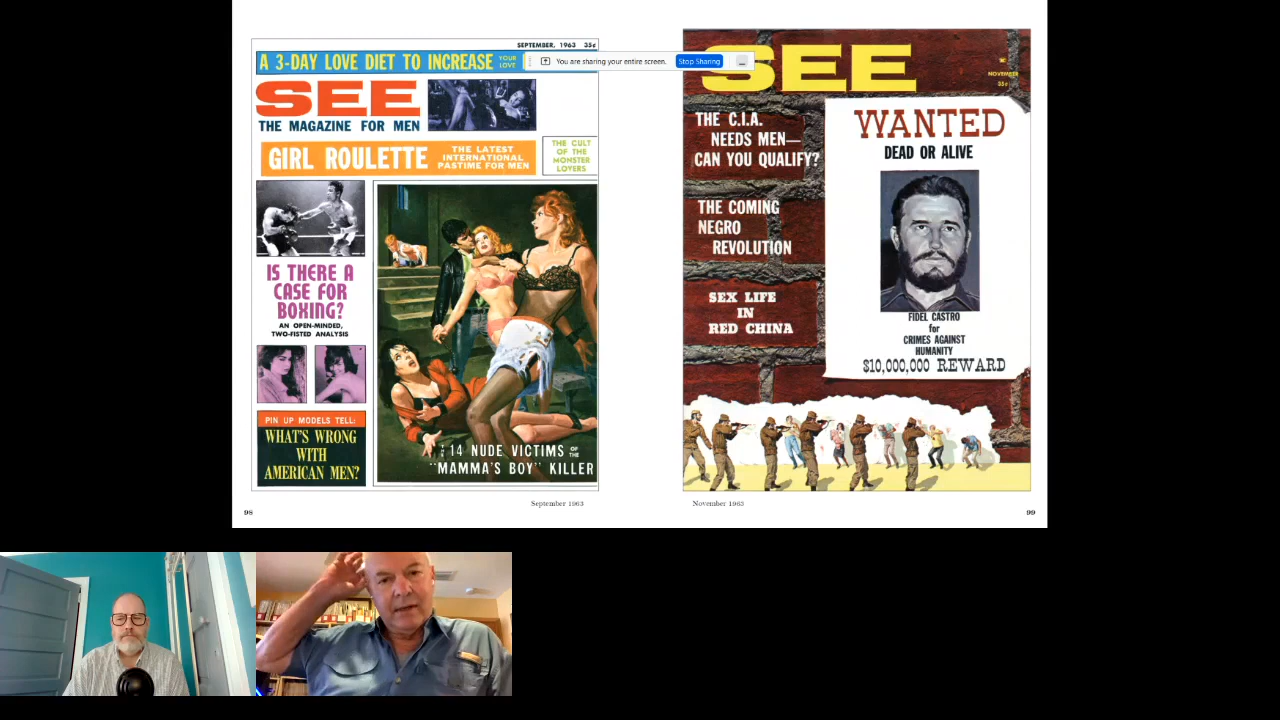 SEPTEMBER, 1963 35¢
A 3-DAY LOVE DIET TO INCREASE YOUR LOVE
You are sharing your entire screen. Stop Sharing
SEE
THE MAGAZINE FOR MEN
GIRL ROULETTE
THE LATEST
INTERNATIONAL
PASTIME FOR MEN
THE CULT
OF THE
MONSTER
LOVERS
IS THERE A
CASE FOR
BOXING?
AN OPEN-MINDED,
TWO-FISTED ANALYSIS
PIN UP MODELS TELL:
WHAT'S WRONG
WITH
AMERICAN MEN?
THE 14 NUDE VICTIMS OF THE
"MAMMA'S BOY" KILLER
September 1963
98
SEE
NOVEMBER
35¢
THE C.I.A.
NEEDS MEN—
CAN YOU QUALIFY?
THE COMING
NEGRO
REVOLUTION
SEX LIFE
IN
RED CHINA
WANTED
DEAD OR ALIVE
FIDEL CASTRO
for
CRIMES AGAINST
HUMANITY
$10,000,000 REWARD
November 1963
99